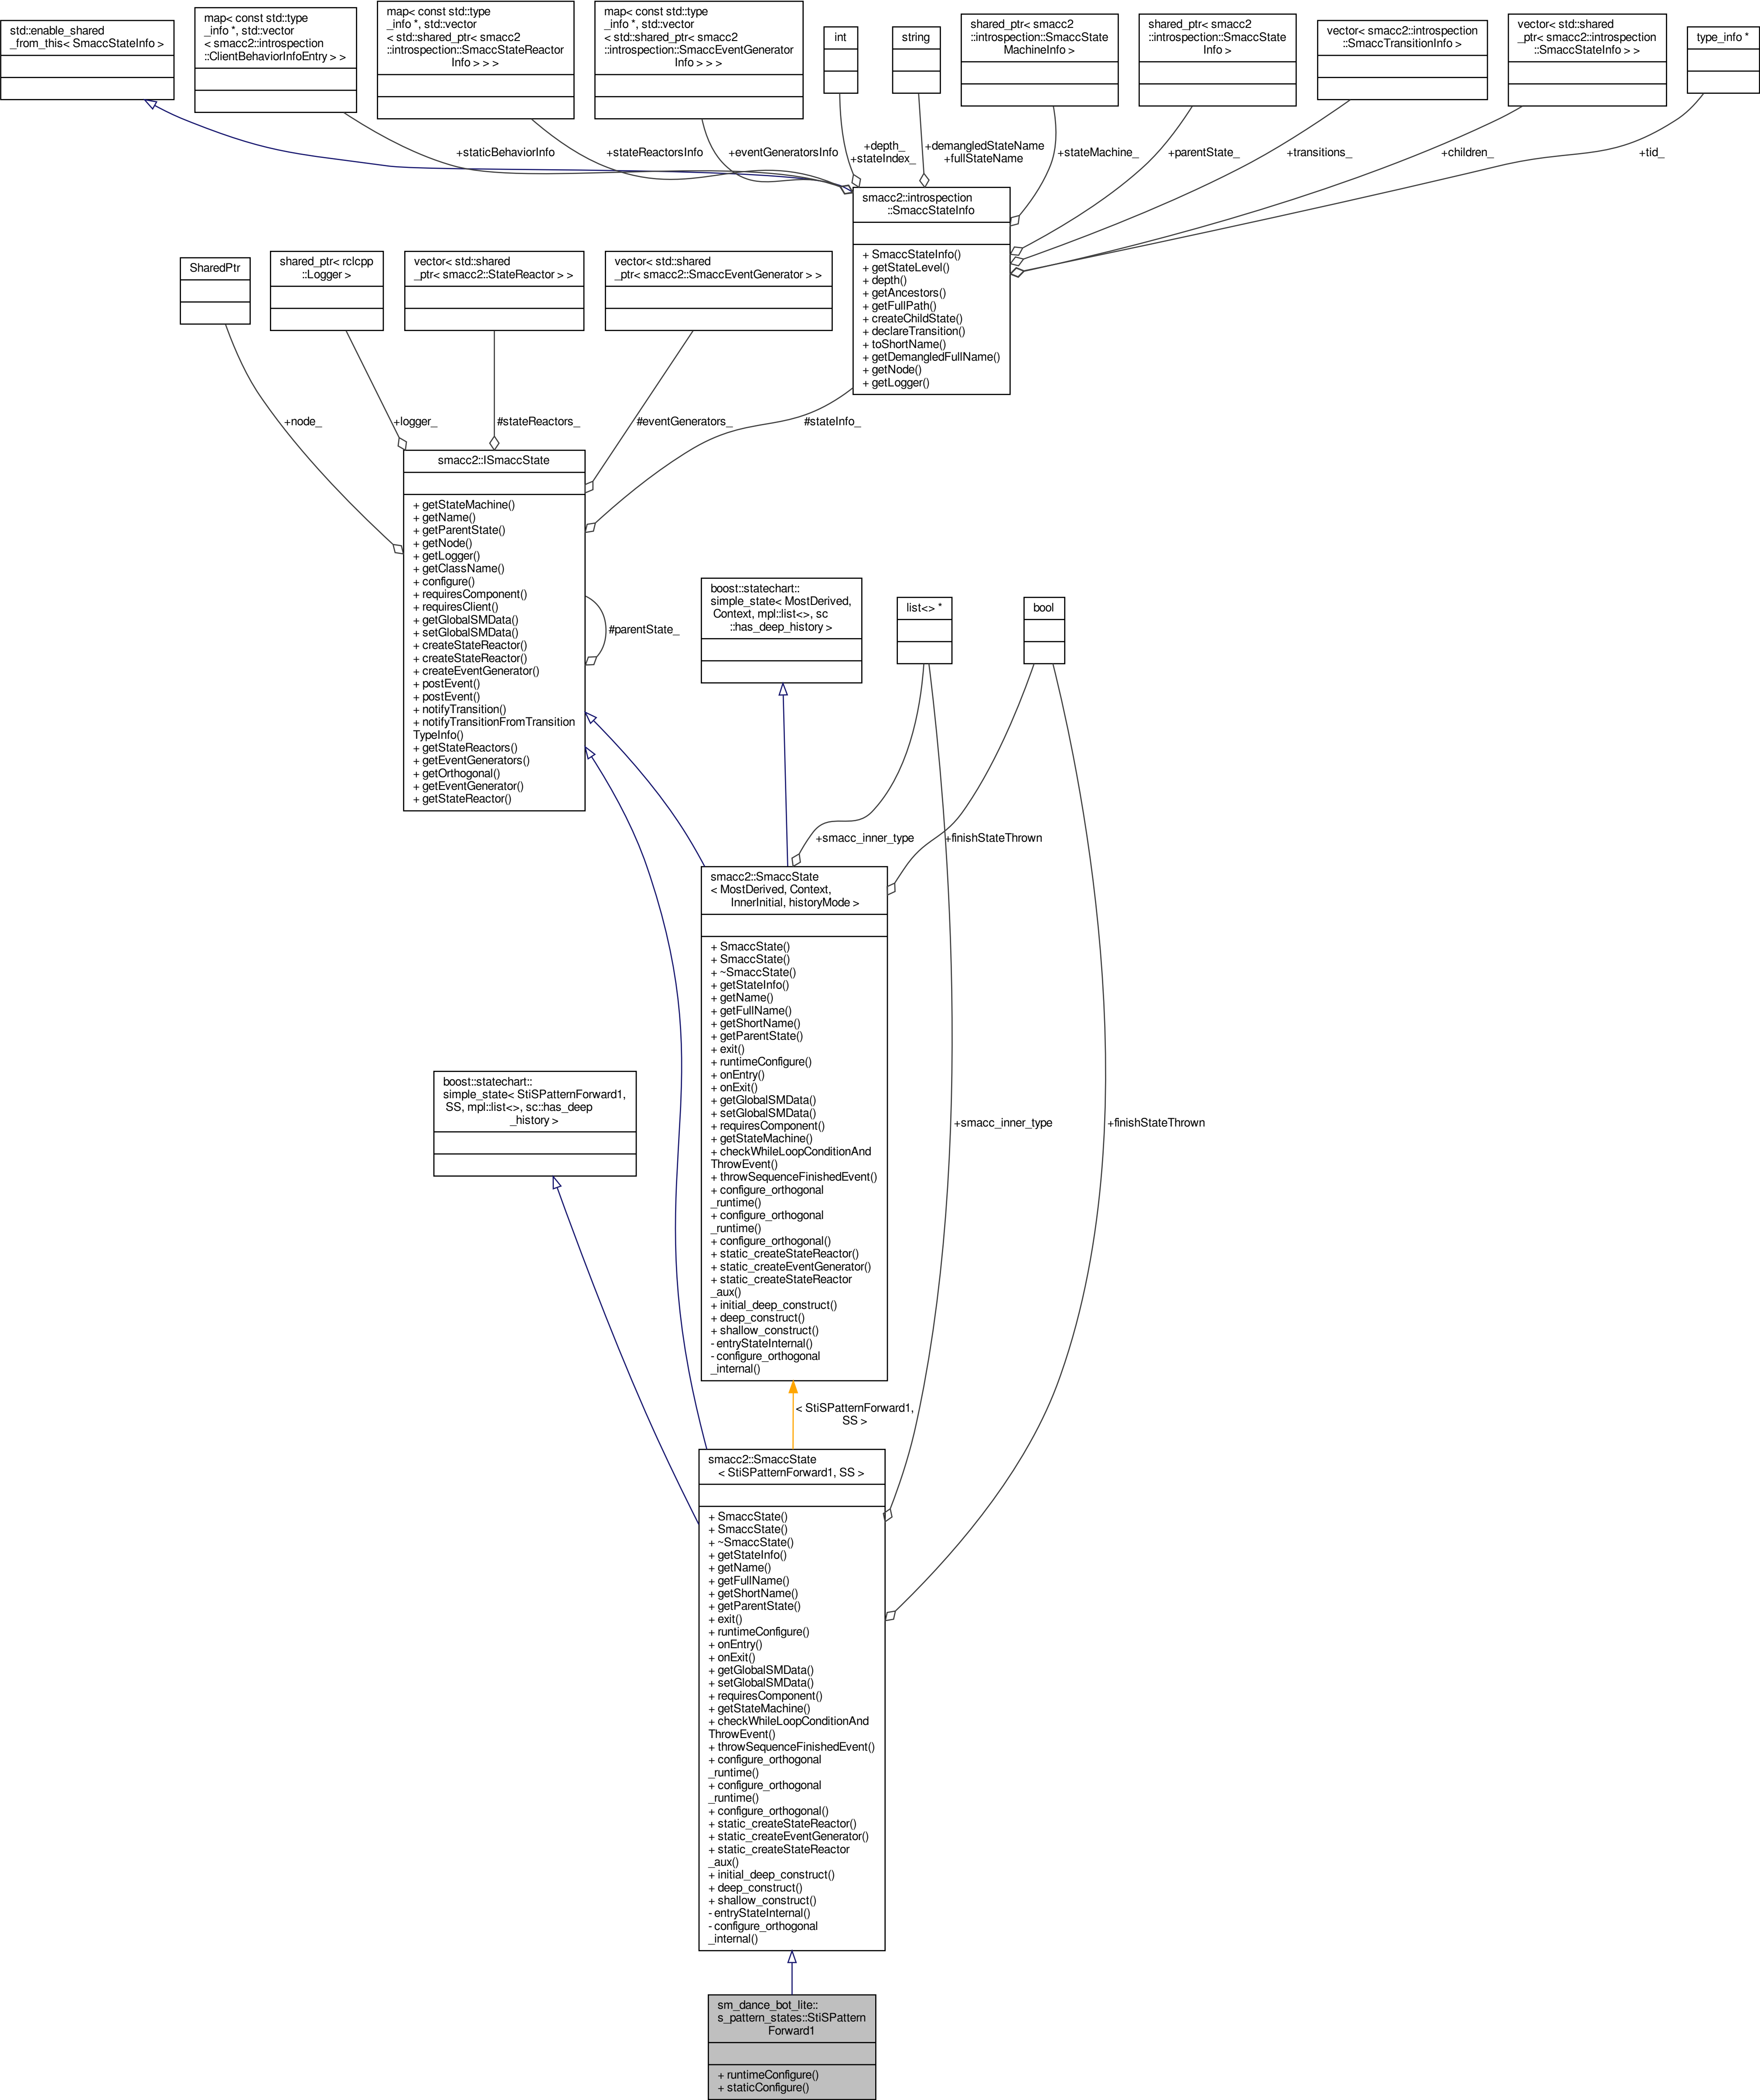 std::enable_shared
_from_this< SmaccStateInfo >
map< const std::type
_info *, std::vector
< smacc2::introspection
::ClientBehaviorInfoEntry > >
map< const std::type
_info *, std::vector
< std::shared_ptr< smacc2
::introspection::SmaccStateReactor
Info > > >
map< const std::type
_info *, std::vector
< std::shared_ptr< smacc2
::introspection::SmaccEventGenerator
Info > > >
int
string
shared_ptr< smacc2
::introspection::SmaccState
MachineInfo >
shared_ptr< smacc2
::introspection::SmaccState
Info >
vector< smacc2::introspection
::SmaccTransitionInfo >
vector< std::shared
_ptr< smacc2::introspection
::SmaccStateInfo > >
type_info *
+staticBehaviorInfo
+stateReactorsInfo
+eventGeneratorsInfo
+depth_
+stateIndex_
+demangledStateName
+fullStateName
+stateMachine_
+parentState_
+transitions_
+children_
+tid_
smacc2::introspection
::SmaccStateInfo
+ SmaccStateInfo()
+ getStateLevel()
+ depth()
+ getAncestors()
+ getFullPath()
+ createChildState()
+ declareTransition()
+ toShortName()
+ getDemangledFullName()
+ getNode()
+ getLogger()
SharedPtr
shared_ptr< rclcpp
::Logger >
vector< std::shared
_ptr< smacc2::StateReactor > >
vector< std::shared
_ptr< smacc2::SmaccEventGenerator > >
+node_
+logger_
#stateReactors_
#eventGenerators_
#stateInfo_
smacc2::ISmaccState
+ getStateMachine()
+ getName()
+ getParentState()
+ getNode()
+ getLogger()
+ getClassName()
+ configure()
+ requiresComponent()
+ requiresClient()
+ getGlobalSMData()
+ setGlobalSMData()
+ createStateReactor()
+ createStateReactor()
+ createEventGenerator()
+ postEvent()
+ postEvent()
+ notifyTransition()
+ notifyTransitionFromTransition
TypeInfo()
+ getStateReactors()
+ getEventGenerators()
+ getOrthogonal()
+ getEventGenerator()
+ getStateReactor()
#parentState_
boost::statechart::
simple_state< MostDerived,
Context, mpl::list<>, sc
::has_deep_history >
list<> *
bool
+smacc_inner_type
+finishStateThrown
smacc2::SmaccState
< MostDerived, Context,
InnerInitial, historyMode >
+ SmaccState()
+ SmaccState()
+ ~SmaccState()
+ getStateInfo()
+ getName()
+ getFullName()
+ getShortName()
+ getParentState()
+ exit()
+ runtimeConfigure()
+ onEntry()
+ onExit()
+ getGlobalSMData()
+ setGlobalSMData()
+ requiresComponent()
+ getStateMachine()
+ checkWhileLoopConditionAnd
ThrowEvent()
+ throwSequenceFinishedEvent()
+ configure_orthogonal
_runtime()
+ configure_orthogonal
_runtime()
+ configure_orthogonal()
+ static_createStateReactor()
+ static_createEventGenerator()
+ static_createStateReactor
_aux()
+ initial_deep_construct()
+ deep_construct()
+ shallow_construct()
- entryStateInternal()
- configure_orthogonal
_internal()
boost::statechart::
simple_state< StiSPatternForward1,
SS, mpl::list<>, sc::has_deep
_history >
+smacc_inner_type
+finishStateThrown
< StiSPatternForward1,
SS >
smacc2::SmaccState
< StiSPatternForward1, SS >
+ SmaccState()
+ SmaccState()
+ ~SmaccState()
+ getStateInfo()
+ getName()
+ getFullName()
+ getShortName()
+ getParentState()
+ exit()
+ runtimeConfigure()
+ onEntry()
+ onExit()
+ getGlobalSMData()
+ setGlobalSMData()
+ requiresComponent()
+ getStateMachine()
+ checkWhileLoopConditionAnd
ThrowEvent()
+ throwSequenceFinishedEvent()
+ configure_orthogonal
_runtime()
+ configure_orthogonal
_runtime()
+ configure_orthogonal()
+ static_createStateReactor()
+ static_createEventGenerator()
+ static_createStateReactor
_aux()
+ initial_deep_construct()
+ deep_construct()
+ shallow_construct()
- entryStateInternal()
- configure_orthogonal
_internal()
sm_dance_bot_lite::
s_pattern_states::StiSPattern
Forward1
+ runtimeConfigure()
+ staticConfigure()